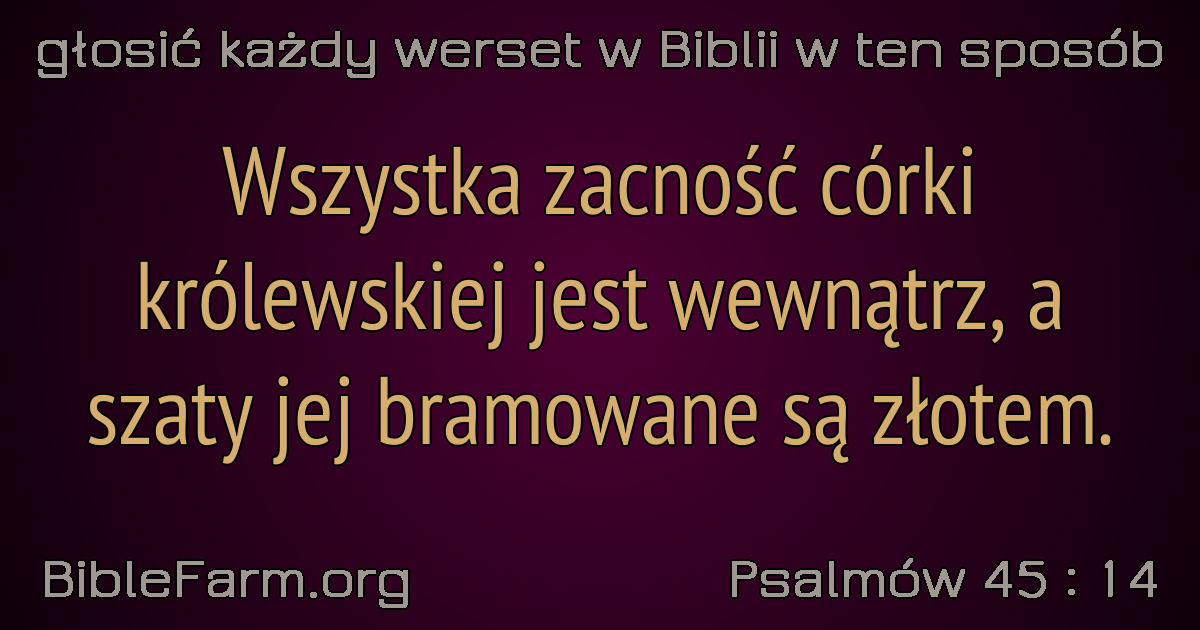 głosić każdy werset w Biblii w ten sposób
Wszystka zacność córki
królewskiej jest wewnątrz, a
szaty jej bramowane są złotem.
BibleFarm.org
Psalmów 45 : 14